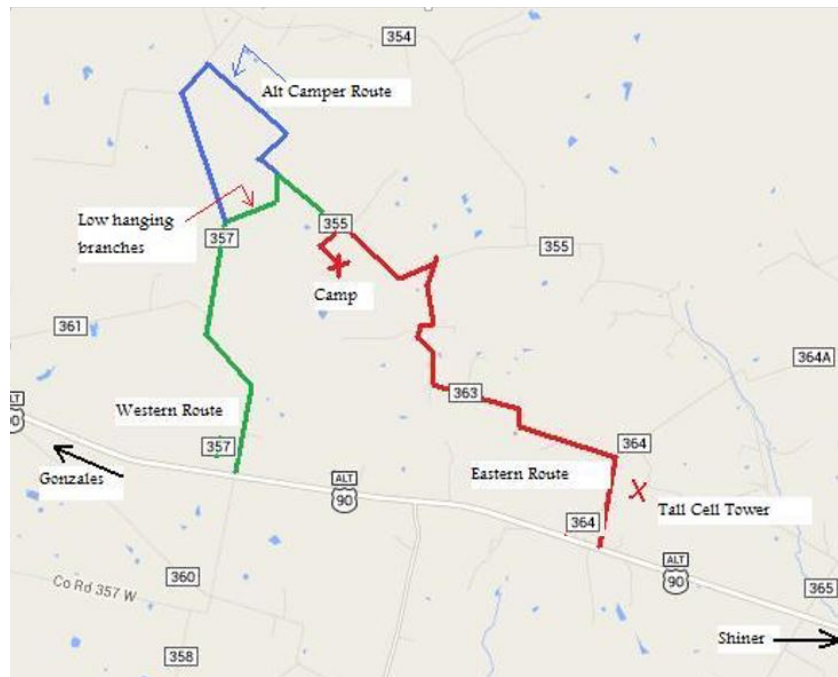 354
Alt Camper Route
Low hanging
branches
357
355
355
Camp
361
364A
363
ALT
Western Route
357
364
Gonzales
ALT
90
Eastern Route
364
X
Tall Cell Tower
ALT
90
360
Co Rd 357 W
365
Shiner
358